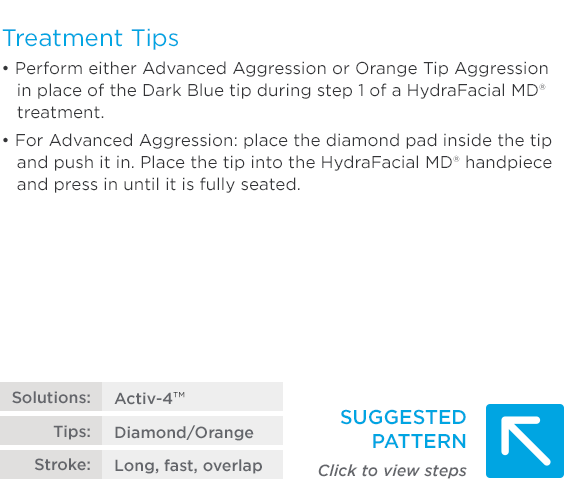 Treatment Tips
• Perform either Advanced Aggression or Orange Tip Aggression
in place of the Dark Blue tip during step 1 of a HydraFacial MD®
treatment.
• For Advanced Aggression: place the diamond pad inside the tip
and push it in. Place the tip into the HydraFacial MD® handpiece
and press in until it is fully seated.
Solutions: Activ-4™
Tips: Diamond/Orange
Stroke: Long, fast, overlap
SUGGESTED
PATTERN
Click to view steps